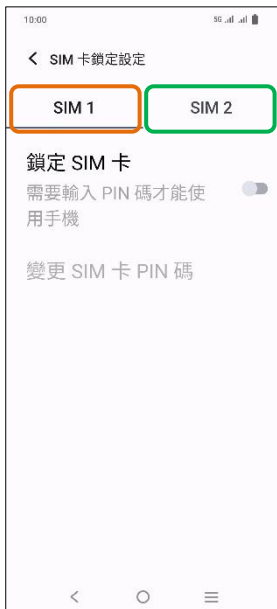 10:00 5G
SIM 卡鎖定設定
SIM 1 SIM 2
鎖定 SIM 卡
需要輸入 PIN 碼才能使
用手機
變更 SIM 卡 PIN 碼